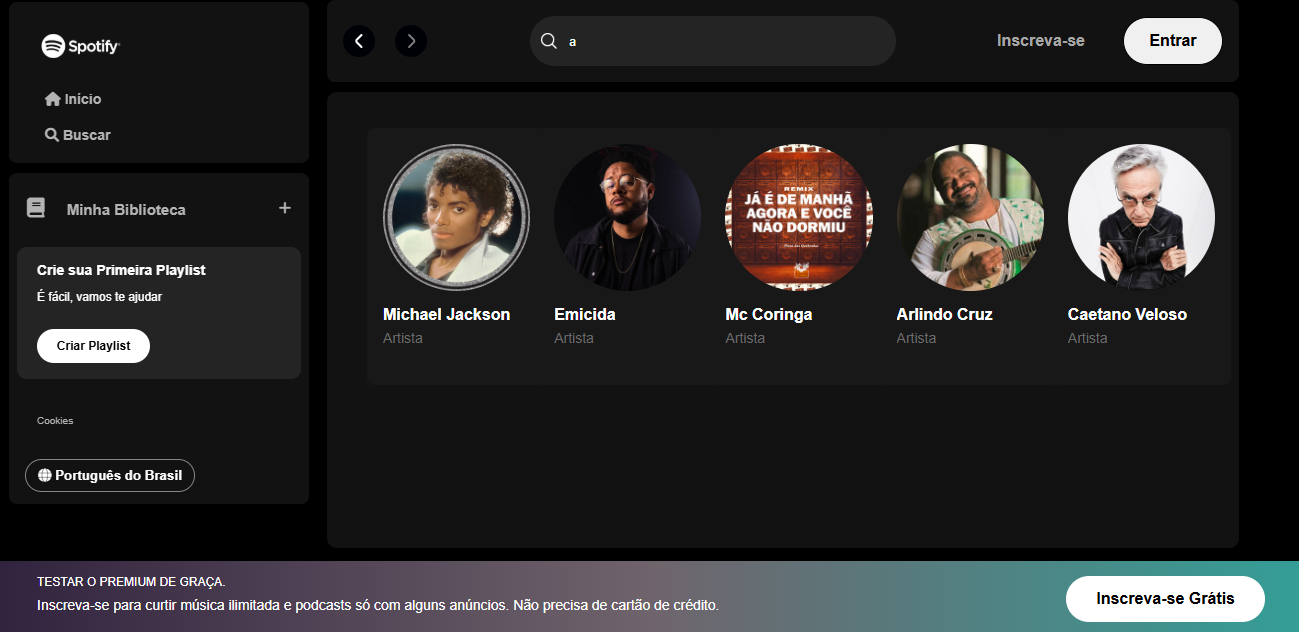 Spotify
Início
Buscar
Minha Biblioteca
+
Crie sua Primeira Playlist
É fácil, vamos te ajudar
Criar Playlist
Cookies
Português do Brasil
a
Inscreva-se
Entrar
REMIX
JÁ É DE MANHÃ
AGORA E VOCÊ
NÃO DORMIU
Michael Jackson
Artista
Emicida
Artista
Mc Coringa
Artista
Arlindo Cruz
Artista
Caetano Veloso
Artista
TESTAR O PREMIUM DE GRAÇA.
Inscreva-se para curtir música ilimitada e podcasts só com alguns anúncios. Não precisa de cartão de crédito.
Inscreva-se Grátis